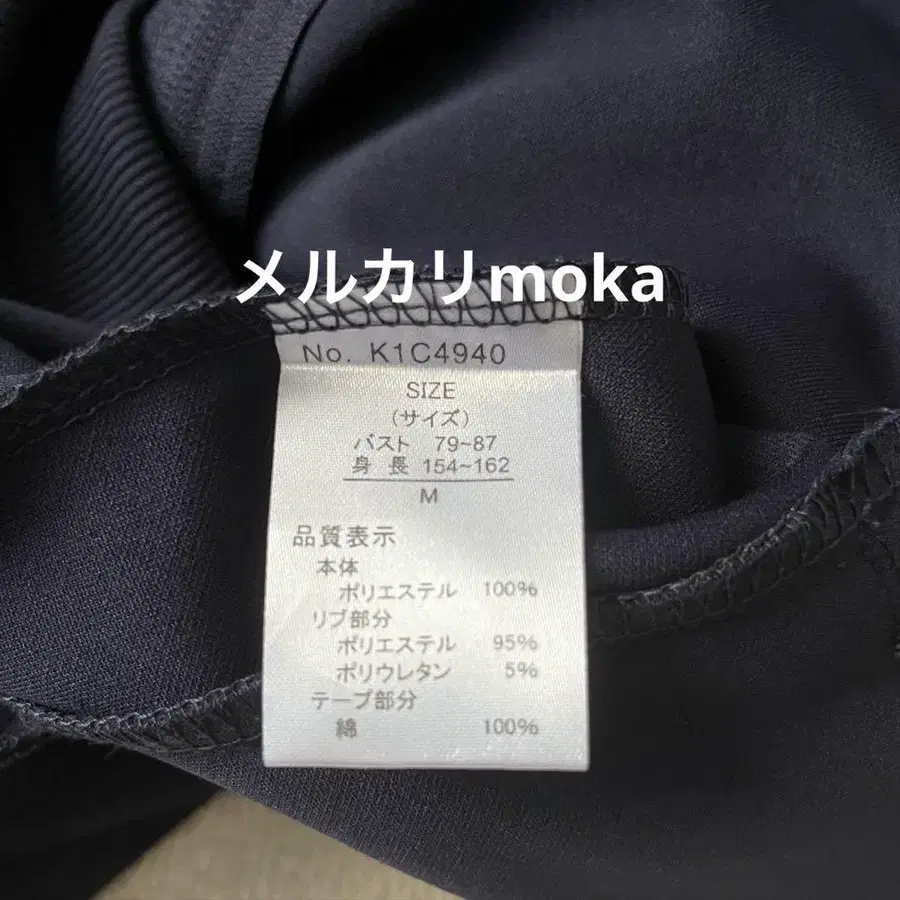 メルカリmoka
No. K1C4940
SIZE
(サイズ)
バスト 79~87
身長 154~162
M
品質表示
本体
ポリエステル 100%
リブ部分
ポリエステル 95%
ポリウレタン 5%
テープ部分
綿 100%